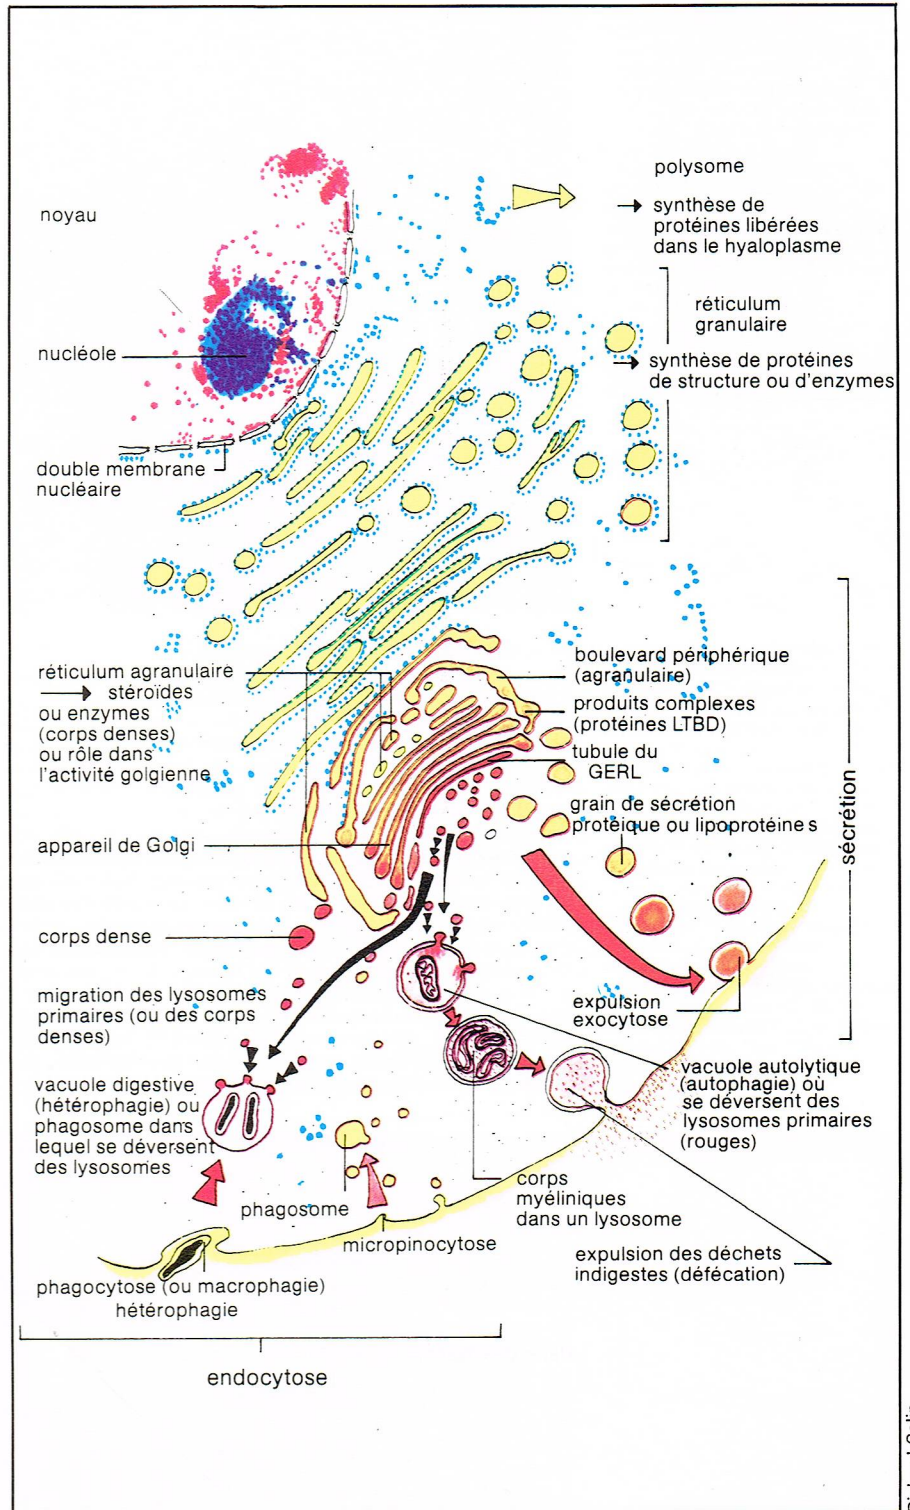 polysome
noyau
→ synthèse de
protéines libérées
dans le hyaloplasme
réticulum
granulaire
nucléole
→ synthèse de protéines
de structure ou d'enzymes
double membrane
nucléaire
réticulum agranulaire
→ stéroïdes
ou enzymes
(corps denses)
ou rôle dans
l'activité golgienne
boulevard périphérique
(agranulaire)
produits complexes
(protéines LTBD)
tubule du
GERL
grain de sécrétion
protéique ou lipoprotéines
sécrétion
appareil de Golgi
corps dense
migration des lysosomes
primaires (ou des corps
denses)
expulsion
exocytose
vacuole digestive
(hétérophagie) ou
phagosome dans
lequel se déversent
des lysosomes
vacuole autolytique
(autophagie) où
se déversent des
lysosomes primaires
(rouges)
phagosome
corps
myéliniques
dans un lysosome
micropinocytose
expulsion des déchets
indigestes (défécation)
phagocytose (ou macrophagie)
hétérophagie
endocytose